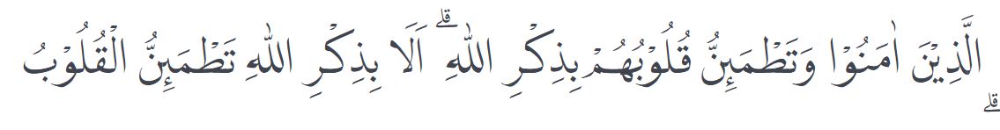 الَّذِيْنَ اٰمَنُوْا وَتَطْمَىِٕنُّ قُلُوْبُهُمْ بِذِكْرِ اللّٰهِ ۗ اَلَا بِذِكْرِ اللّٰهِ تَطْمَىِٕنُّ الْقُلُوْبُ
ۗ